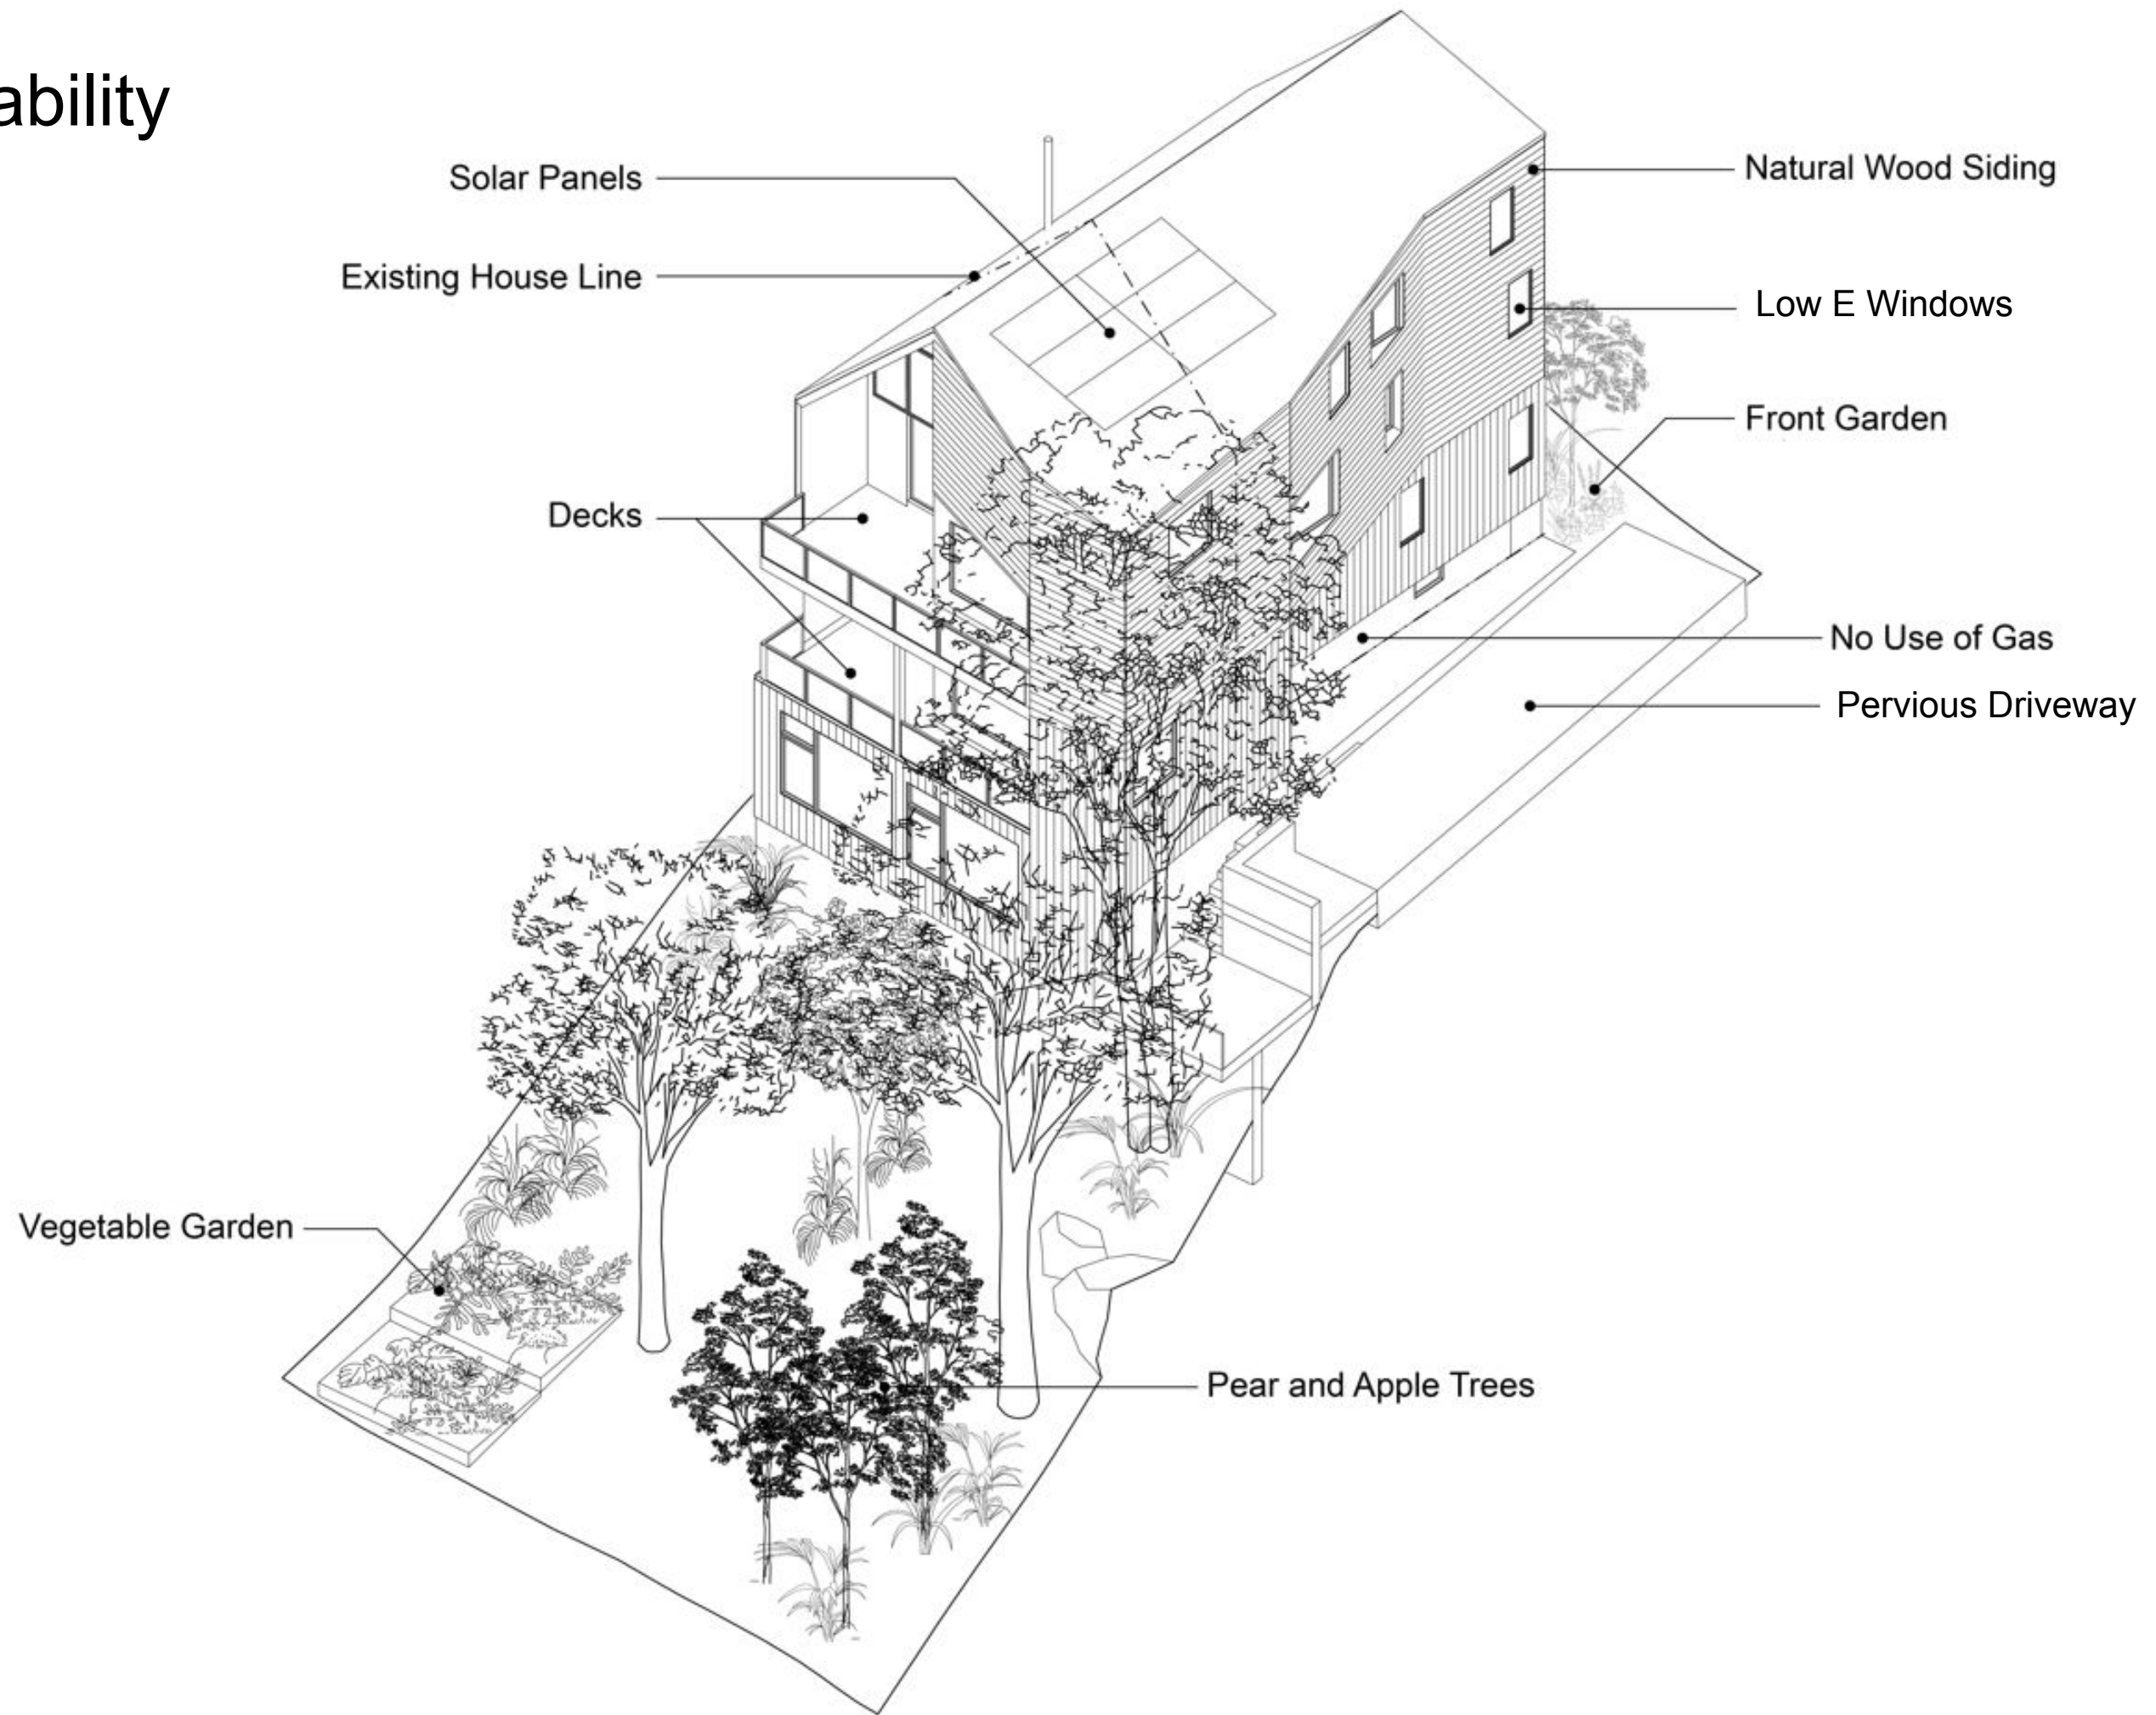 ability
Solar Panels
Natural Wood Siding
Existing House Line
Low E Windows
Front Garden
Decks
No Use of Gas
Pervious Driveway
Vegetable Garden
Pear and Apple Trees